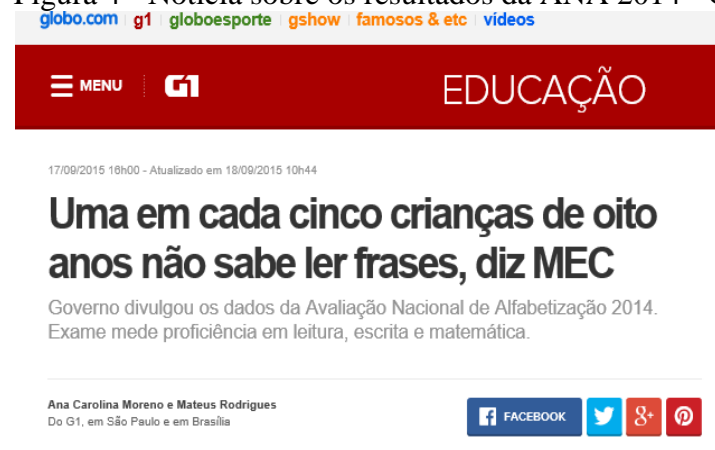 Figura 4 - Notícia sobre os resultados da ANA 2014
globo.com g1 globoesporte gshow famosos & etc vídeos
MENU G1 EDUCAÇÃO
17/09/2015 16h00 - Atualizado em 18/09/2015 10h44
Uma em cada cinco crianças de oito
anos não sabe ler frases, diz MEC
Governo divulgou os dados da Avaliação Nacional de Alfabetização 2014.
Exame mede proficiência em leitura, escrita e matemática.
Ana Carolina Moreno e Mateus Rodrigues
Do G1, em São Paulo e em Brasília
f FACEBOOK 8+